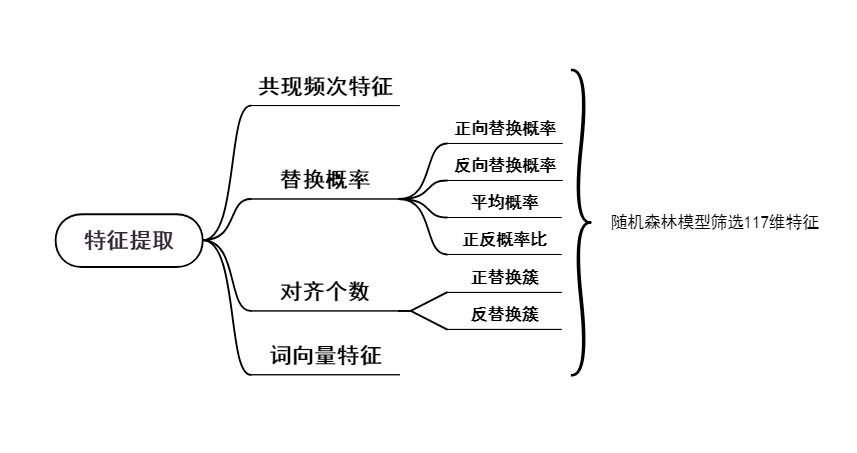 特征提取
共现频次特征
替换概率
正向替换概率
反向替换概率
平均概率
正反概率比
对齐个数
正替换簇
反替换簇
词向量特征
随机森林模型筛选117维特征